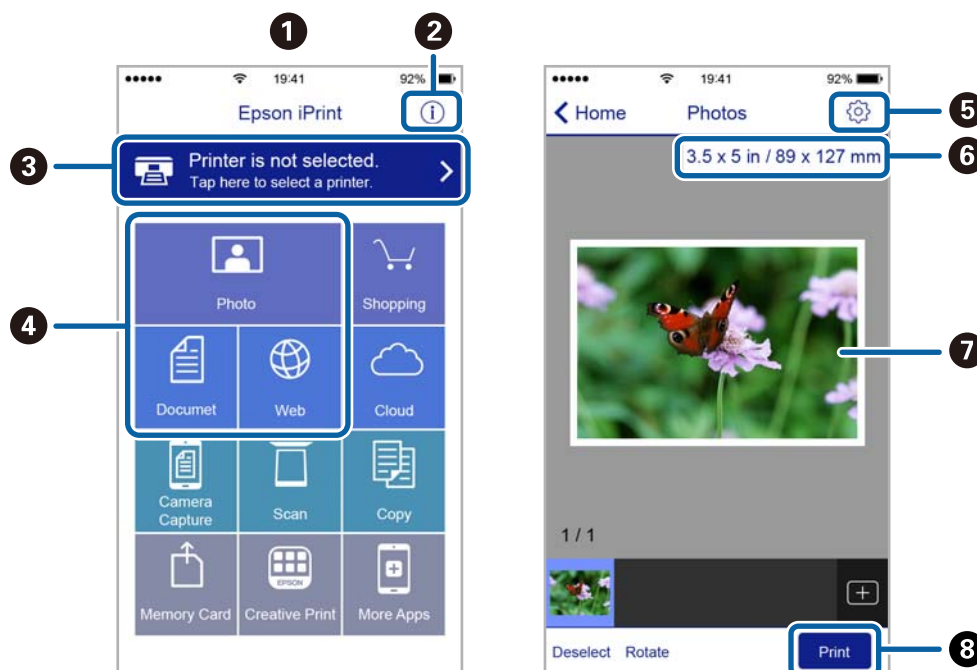 1
2
19:41
92%
Epson iPrint
3
Printer is not selected.
Tap here to select a printer.
4
Photo
Shopping
Documet
Web
Cloud
Camera
Capture
Scan
Copy
EPSON
Memory Card
Creative Print
More Apps
19:41
92%
Home
Photos
5
3.5 x 5 in / 89 x 127 mm
6
7
1 / 1
Deselect
Rotate
Print
8